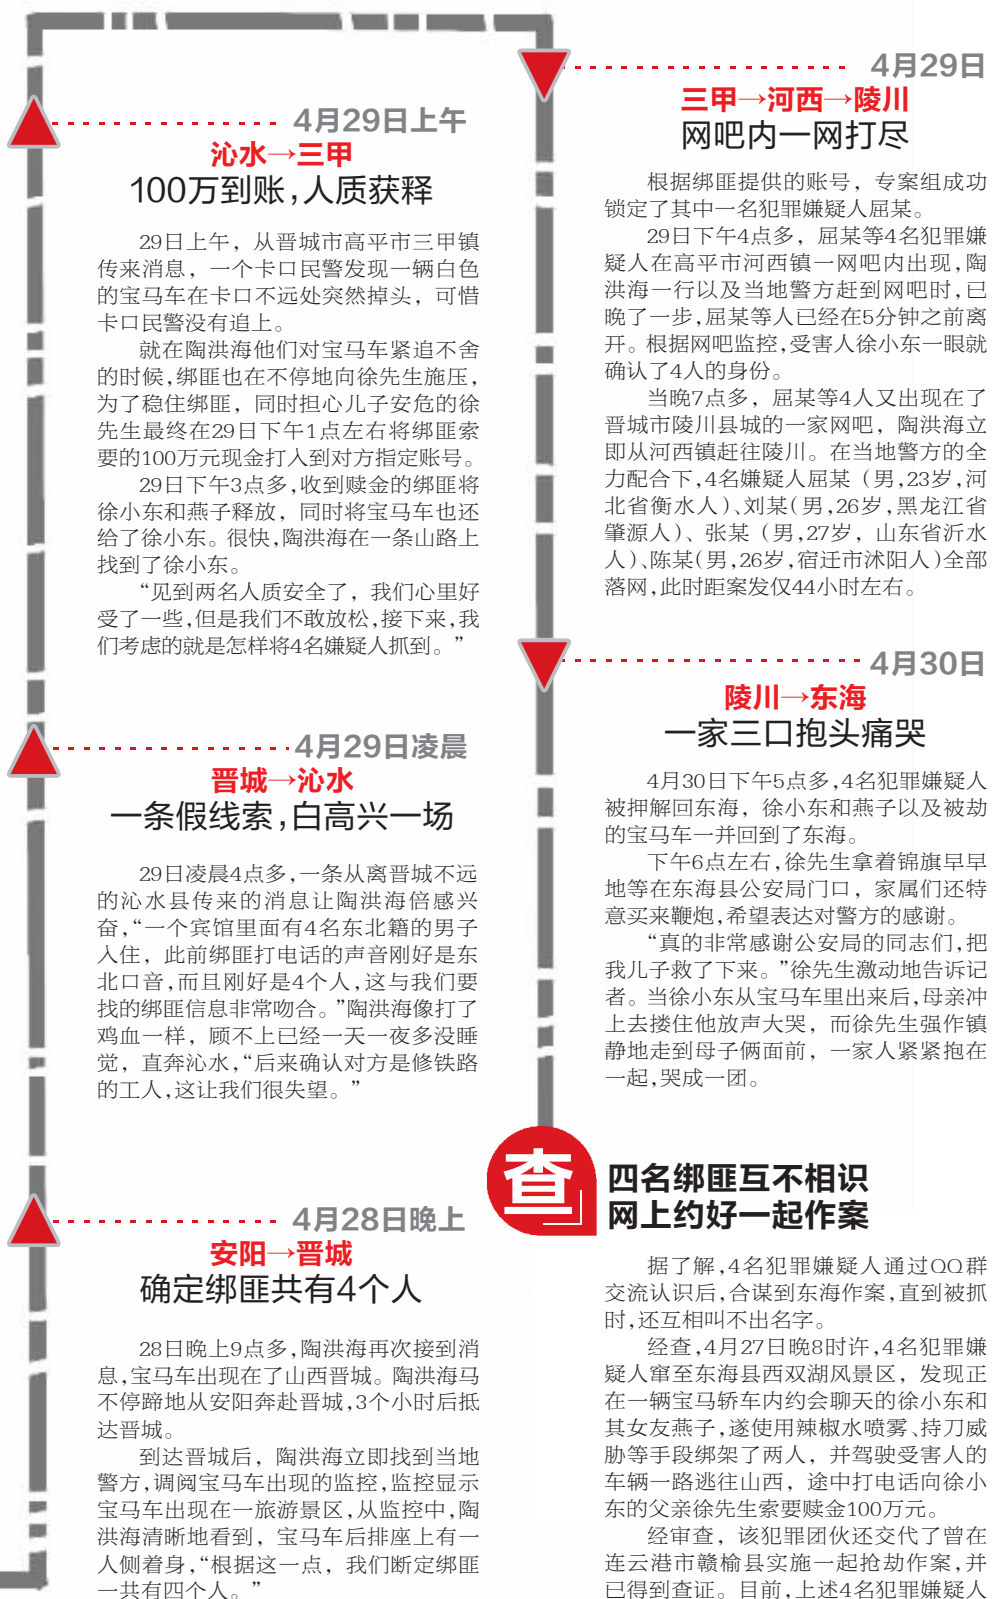 4月29日上午
沁水→三甲
100万到账,人质获释
29日上午，从晋城市高平市三甲镇
传来消息，一个卡口民警发现一辆白色
的宝马车在卡口不远处突然掉头，可惜
卡口民警没有追上。
就在陶洪海他们对宝马车紧追不舍
的时候,绑匪也在不停地向徐先生施压,
为了稳住绑匪，同时担心儿子安危的徐
先生最终在29日下午1点左右将绑匪索
要的100万元现金打入到对方指定账号。
29日下午3点多,收到赎金的绑匪将
徐小东和燕子释放，同时将宝马车也还
给了徐小东。很快,陶洪海在一条山路上
找到了徐小东。
“见到两名人质安全了，我们心里好
受了一些,但是我们不敢放松,接下来,我
们考虑的就是怎样将4名嫌疑人抓到。”
4月29日凌晨
晋城→沁水
一条假线索,白高兴一场
29日凌晨4点多,一条从离晋城不远
的沁水县传来的消息让陶洪海倍感兴
奋,“一个宾馆里面有4名东北籍的男子
入住，此前绑匪打电话的声音刚好是东
北口音,而且刚好是4个人,这与我们要
找的绑匪信息非常吻合。”陶洪海像打了
鸡血一样，顾不上已经一天一夜多没睡
觉，直奔沁水,“后来确认对方是修铁路
的工人,这让我们很失望。”
4月28日晚上
安阳→晋城
确定绑匪共有4个人
28日晚上9点多,陶洪海再次接到消
息,宝马车出现在了山西晋城。陶洪海马
不停蹄地从安阳奔赴晋城,3个小时后抵
达晋城。
到达晋城后，陶洪海立即找到当地
警方,调阅宝马车出现的监控,监控显示
宝马车出现在一旅游景区,从监控中,陶
洪海清晰地看到，宝马车后排座上有一
人侧着身,“根据这一点，我们断定绑匪
一共有四个人。”
4月29日
三甲→河西→陵川
网吧内一网打尽
根据绑匪提供的账号，专案组成功
锁定了其中一名犯罪嫌疑人屈某。
29日下午4点多，屈某等4名犯罪嫌
疑人在高平市河西镇一网吧内出现,陶
洪海一行以及当地警方赶到网吧时,已
晚了一步,屈某等人已经在5分钟之前离
开。根据网吧监控,受害人徐小东一眼就
确认了4人的身份。
当晚7点多，屈某等4人又出现在了
晋城市陵川县城的一家网吧，陶洪海立
即从河西镇赶往陵川。在当地警方的全
力配合下,4名嫌疑人屈某（男,23岁,河
北省衡水人）、刘某（男,26岁,黑龙江省
肇源人）、张某（男,27岁，山东省沂水
人）、陈某（男,26岁,宿迁市沭阳人）全部
落网,此时距案发仅44小时左右。
4月30日
陵川→东海
一家三口抱头痛哭
4月30日下午5点多,4名犯罪嫌疑人
被押解回东海，徐小东和燕子以及被劫
的宝马车一并回到了东海。
下午6点左右,徐先生拿着锦旗早早
地等在东海县公安局门口，家属们还特
意买来鞭炮,希望表达对警方的感谢。
“真的非常感谢公安局的同志们,把
我儿子救了下来。”徐先生激动地告诉记
者。当徐小东从宝马车里出来后,母亲冲
上去搂住他放声大哭，而徐先生强作镇
静地走到母子俩面前，一家人紧紧抱在
一起,哭成一团。
查
四名绑匪互不相识
网上约好一起作案
据了解,4名犯罪嫌疑人通过QQ群
交流认识后,合谋到东海作案,直到被抓
时,还互相叫不出名字。
经查,4月27日晚8时许,4名犯罪嫌
疑人窜至东海县西双湖风景区，发现正
在一辆宝马轿车内约会聊天的徐小东和
其女友燕子,遂使用辣椒水喷雾、持刀威
胁等手段绑架了两人，并驾驶受害人的
车辆一路逃往山西，途中打电话向徐小
东的父亲徐先生索要赎金100万元。
经审查，该犯罪团伙还交代了曾在
连云港市赣榆县实施一起抢劫作案,并
已得到查证。目前,上述4名犯罪嫌疑人